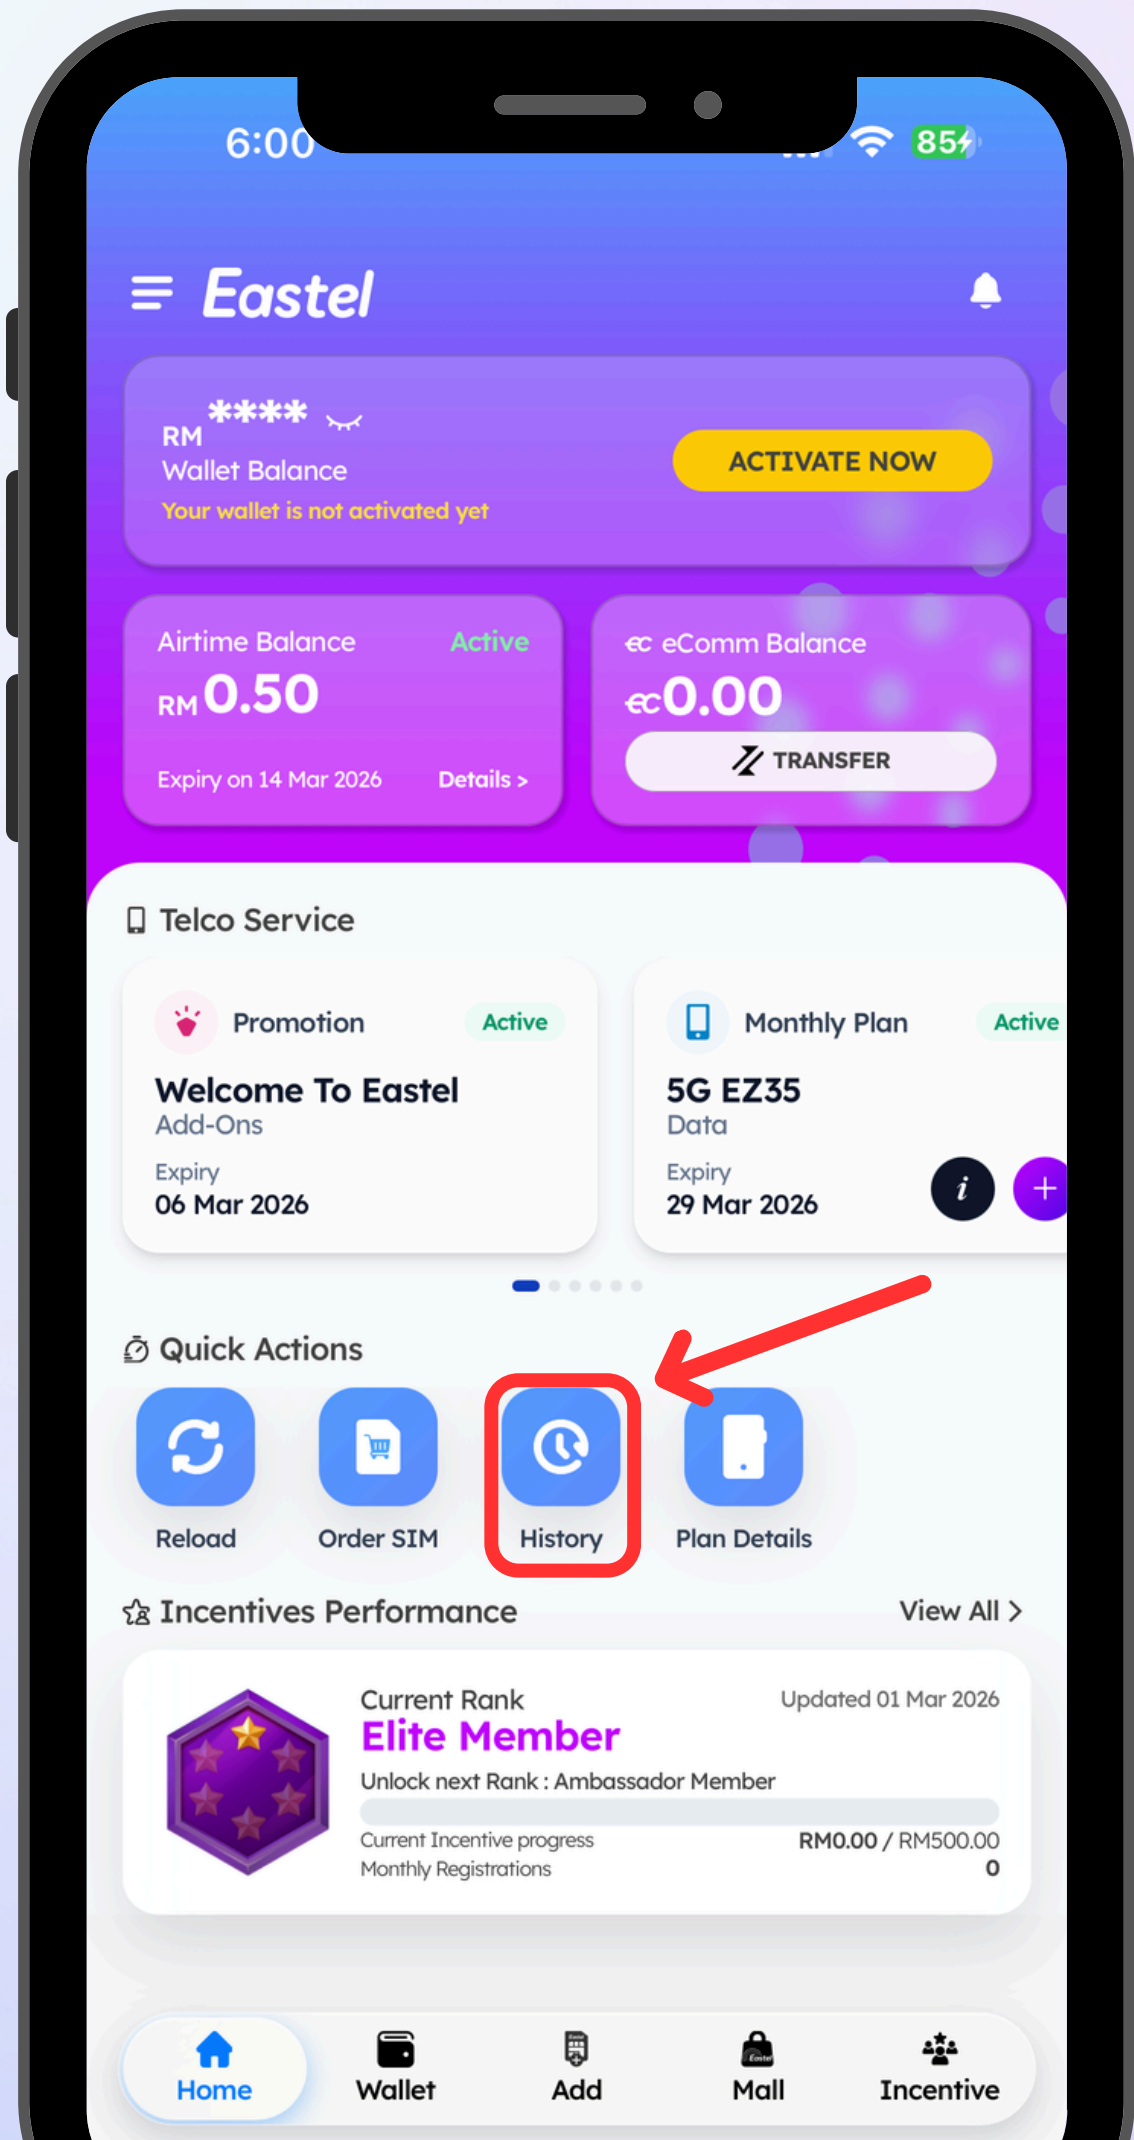 6:00
85
Eastel
RM ****
Wallet Balance
Your wallet is not activated yet
ACTIVATE NOW
Airtime Balance
Active
RM 0.50
Expiry on 14 Mar 2026
Details >
eC eComm Balance
eC0.00
TRANSFER
Telco Service
Promotion
Active
Welcome To Eastel
Add-Ons
Expiry
06 Mar 2026
Monthly Plan
Active
5G EZ35
Data
Expiry
29 Mar 2026
i
+
Quick Actions
Reload
Order SIM
History
Plan Details
Incentives Performance
View All >
Current Rank
Updated 01 Mar 2026
Elite Member
Unlock next Rank : Ambassador Member
Current Incentive progress
RM0.00 / RM500.00
Monthly Registrations
0
Home
Wallet
Add
Mall
Incentive